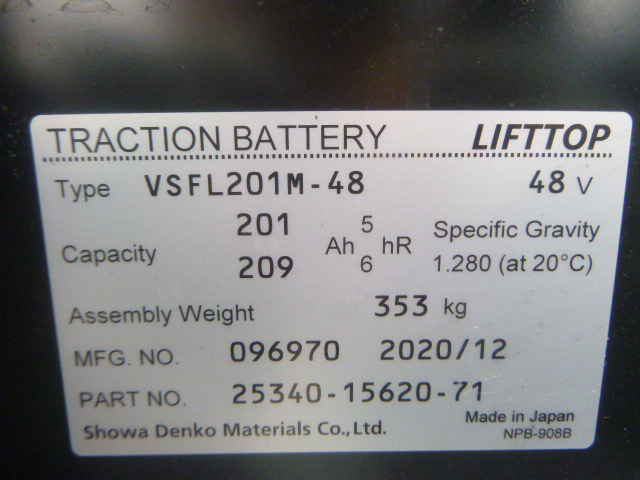 TRACTION BATTERY LIFTTOP
Type VSFL201M-48 48 V
Capacity 201 Ah 5 hR Specific Gravity
209 6 1.280 (at 20°C)
Assembly Weight 353 kg
MFG. NO. 096970 2020/12
PART NO. 25340-15620-71
Made in Japan
Showa Denko Materials Co.,Ltd. NPB-908B